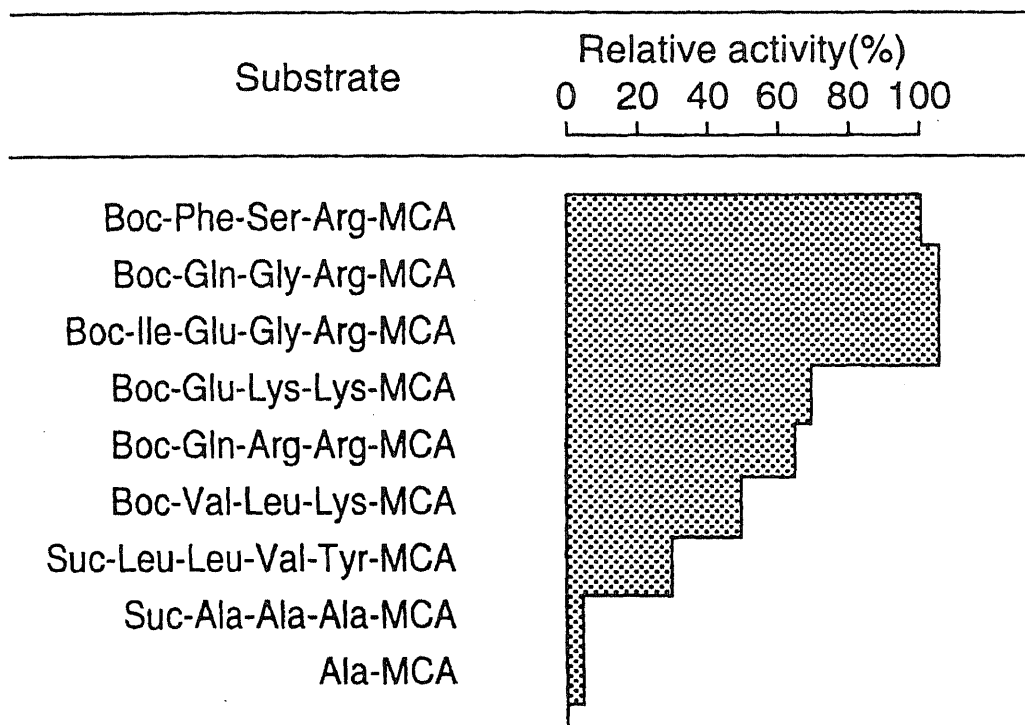 Substrate
Relative activity(%)
0 20 40 60 80 100
Boc-Phe-Ser-Arg-MCA
Boc-Gln-Gly-Arg-MCA
Boc-Ile-Glu-Gly-Arg-MCA
Boc-Glu-Lys-Lys-MCA
Boc-Gln-Arg-Arg-MCA
Boc-Val-Leu-Lys-MCA
Suc-Leu-Leu-Val-Tyr-MCA
Suc-Ala-Ala-Ala-MCA
Ala-MCA